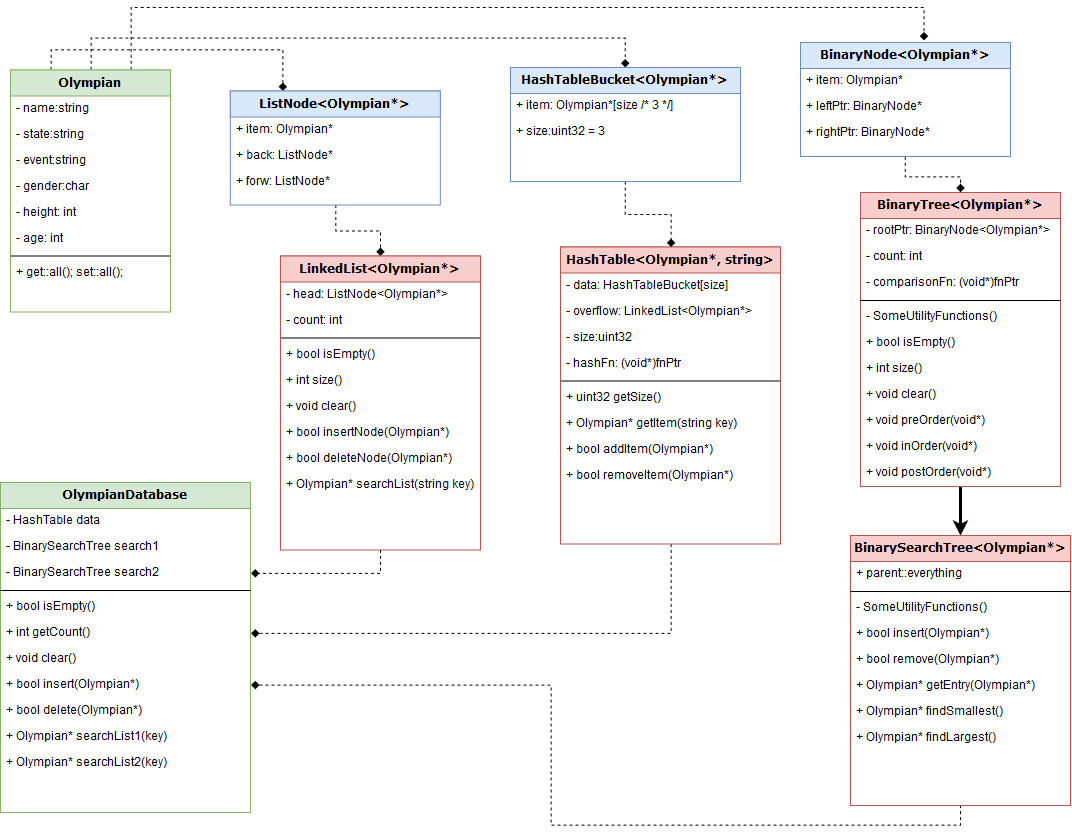 Olympian
- name:string
- state:string
- event:string
- gender:char
- height: int
- age: int
+ get::all(); set::all();
ListNode<Olympian*>
+ item: Olympian*
+ back: ListNode*
+ forw: ListNode*
HashTableBucket<Olympian*>
+ item: Olympian*[size /* 3 */]
+ size:uint32 = 3
BinaryNode<Olympian*>
+ item: Olympian*
+ leftPtr: BinaryNode*
+ rightPtr: BinaryNode*
LinkedList<Olympian*>
- head: ListNode<Olympian*>
- count: int
+ bool isEmpty()
+ int size()
+ void clear()
+ bool insertNode(Olympian*)
+ bool deleteNode(Olympian*)
+ Olympian* searchList(string key)
HashTable<Olympian*, string>
- data: HashTableBucket[size]
- overflow: LinkedList<Olympian*>
- size:uint32
- hashFn: (void*)fnPtr
+ uint32 getSize()
+ Olympian* getItem(string key)
+ bool addItem(Olympian*)
+ bool removeItem(Olympian*)
BinaryTree<Olympian*>
- rootPtr: BinaryNode<Olympian*>
- count: int
- comparisonFn: (void*)fnPtr
- SomeUtilityFunctions()
+ bool isEmpty()
+ int size()
+ void clear()
+ void preOrder(void*)
+ void inOrder(void*)
+ void postOrder(void*)
OlympianDatabase
- HashTable data
- BinarySearchTree search1
- BinarySearchTree search2
+ bool isEmpty()
+ int getCount()
+ void clear()
+ bool insert(Olympian*)
+ bool delete(Olympian*)
+ Olympian* searchList1(key)
+ Olympian* searchList2(key)
BinarySearchTree<Olympian*>
+ parent::everything
- SomeUtilityFunctions()
+ bool insert(Olympian*)
+ bool remove(Olympian*)
+ Olympian* getEntry(Olympian*)
+ Olympian* findSmallest()
+ Olympian* findLargest()